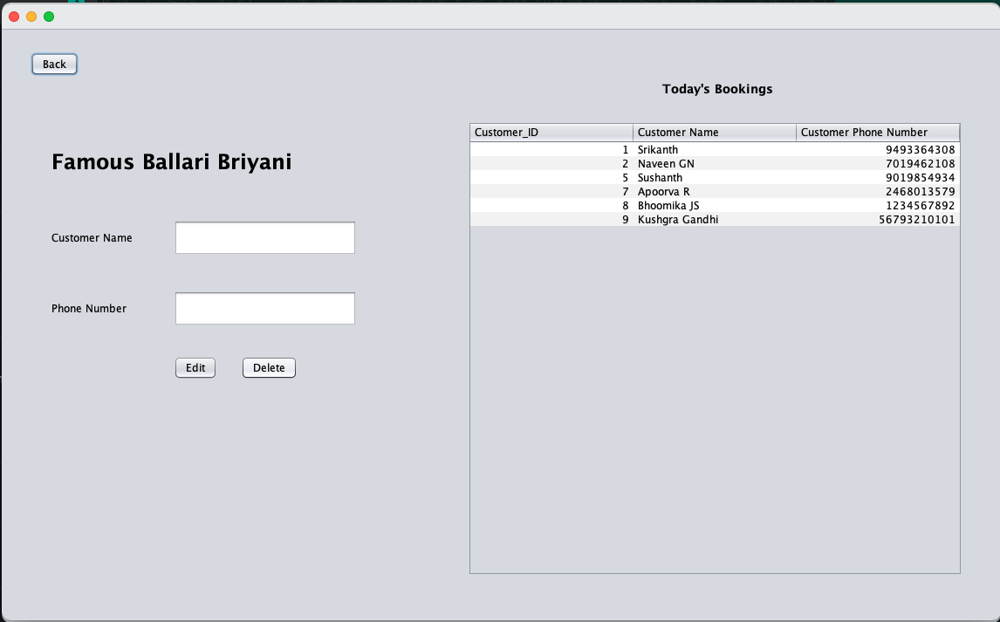 Back
Today's Bookings
Famous Ballari Briyani
Customer Name
Phone Number
Edit Delete
Customer_ID Customer Name Customer Phone Number
1 Srikanth 9493364308
2 Naveen GN 7019462108
5 Sushanth 9019854934
7 Apoorva R 2468013579
8 Bhoomika JS 1234567892
9 Kushgra Gandhi 56793210101